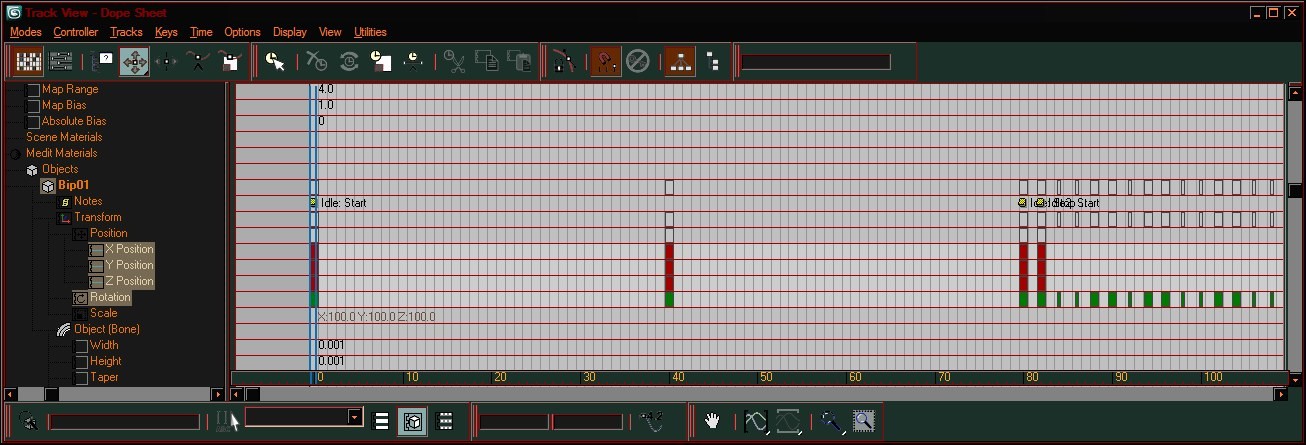 Track View - Dope Sheet
Modes Controller Tracks Keys Time Options Display View Utilities
Map Range
Map Bias
Absolute Bias
Scene Materials
Medit Materials
Objects
Bip01
Notes
Transform
Position
X Position
Y Position
Z Position
Rotation
Scale
Object (Bone)
Width
Height
Taper
4.0
1.0
0
Idle: Start
Start
X:100.0 Y:100.0 Z:100.0
0.001
0.001
0 10 20 30 40 50 60 70 80 90 100